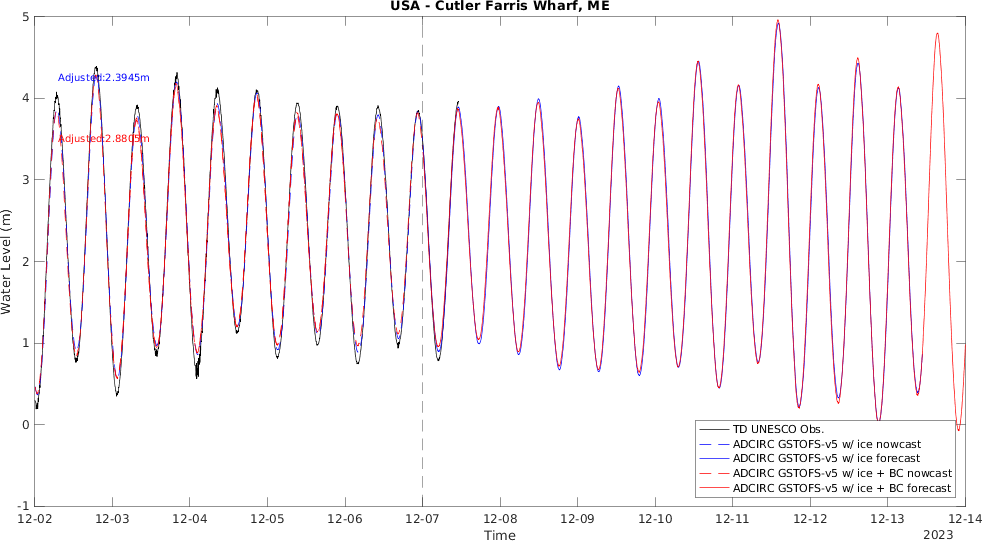 USA - Cutler Farris Wharf, ME
5
4
3
2
1
0
-1
Water Level (m)
Adjusted:2.3945m
Adjusted:2.8805m
TD UNESCO Obs.
ADCIRC GSTOFS-v5 w/ ice nowcast
ADCIRC GSTOFS-v5 w/ ice forecast
ADCIRC GSTOFS-v5 w/ ice + BC nowcast
ADCIRC GSTOFS-v5 w/ ice + BC forecast
12-02 12-03 12-04 12-05 12-06 12-07 12-08 12-09 12-10 12-11 12-12 12-13 12-14
Time
2023